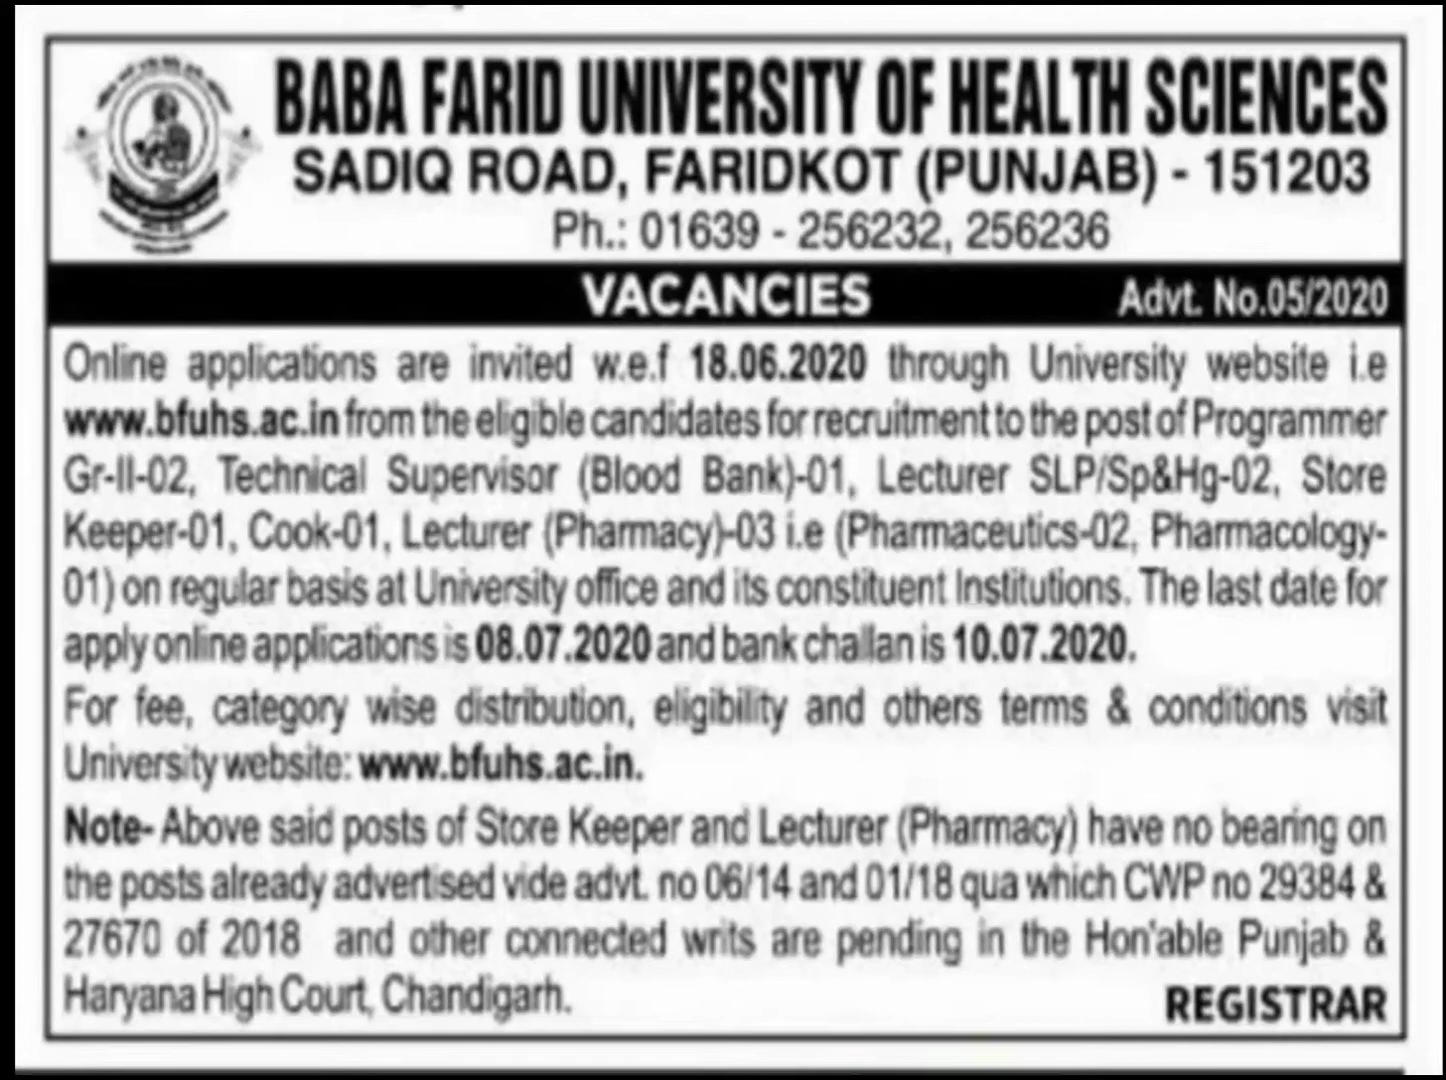 BABA FARID UNIVERSITY OF HEALTH SCIENCES
SADIQ ROAD, FARIDKOT (PUNJAB) - 151203
Ph.: 01639 - 256232, 256236
VACANCIES Advt. No.05/2020
Online applications are invited w.e.f 18.06.2020 through University website i.e
www.bfuhs.ac.in from the eligible candidates for recruitment to the post of Programmer
Gr-II-02, Technical Supervisor (Blood Bank)-01, Lecturer SLP/Sp&Hg-02, Store
Keeper-01, Cook-01, Lecturer (Pharmacy)-03 i.e (Pharmaceutics-02, Pharmacology-
01) on regular basis at University office and its constituent Institutions. The last date for
apply online applications is 08.07.2020 and bank challan is 10.07.2020.
For fee, category wise distribution, eligibility and others terms & conditions visit
University website: www.bfuhs.ac.in.
Note- Above said posts of Store Keeper and Lecturer (Pharmacy) have no bearing on
the posts already advertised vide advt. no 06/14 and 01/18 qua which CWP no 29384 &
27670 of 2018 and other connected writs are pending in the Hon'able Punjab &
Haryana High Court, Chandigarh.
REGISTRAR